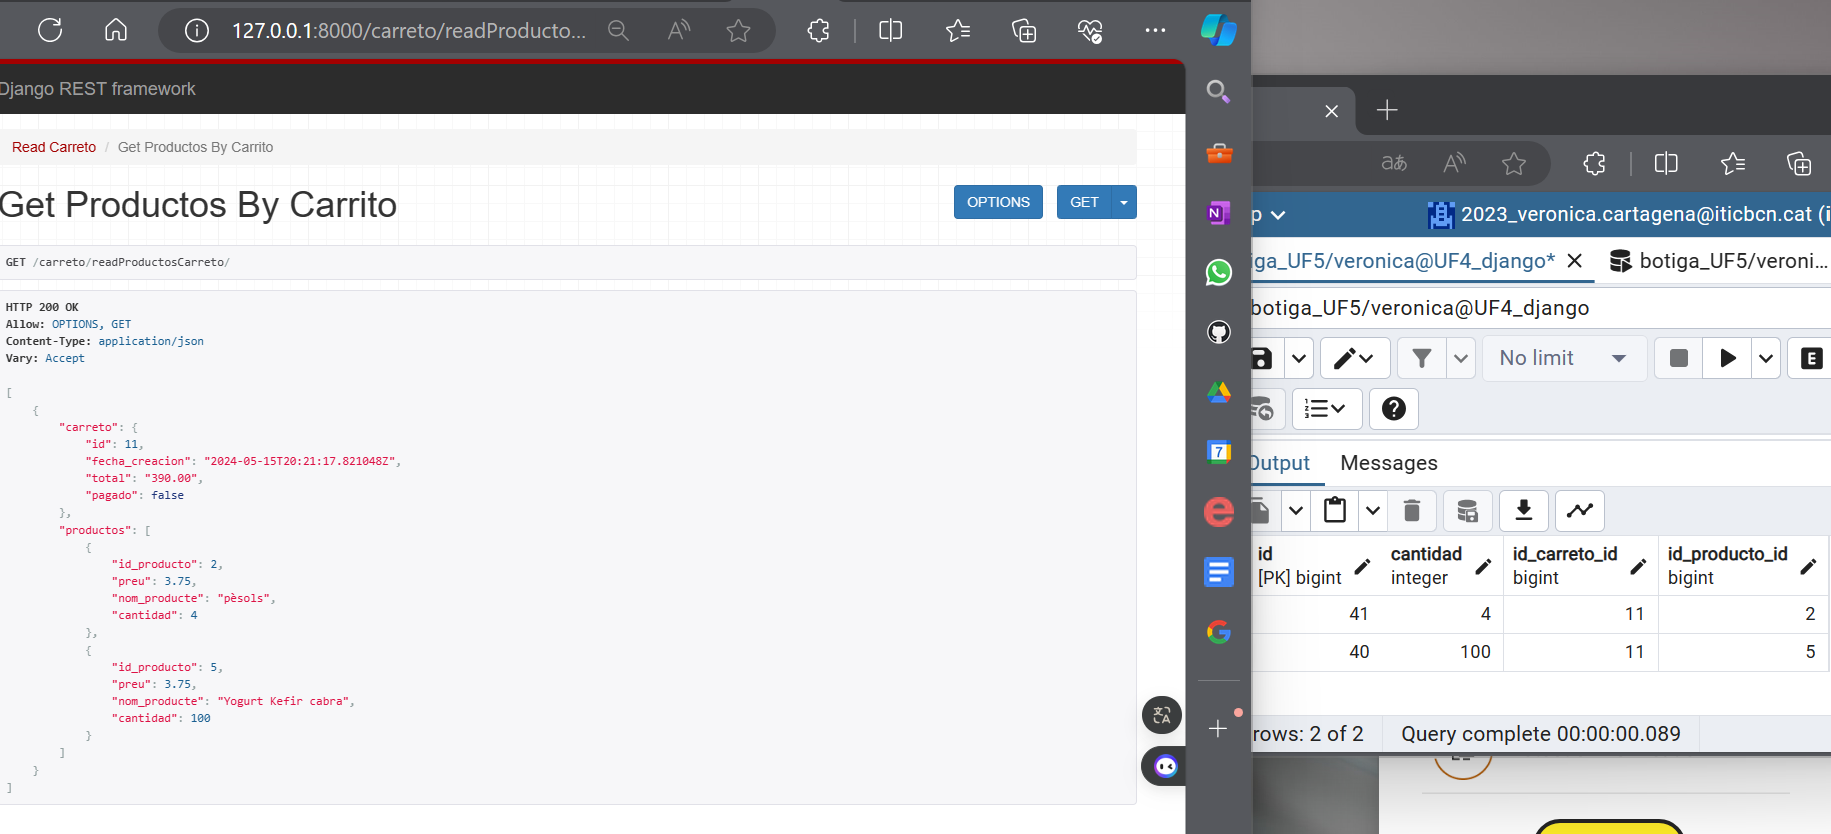 127.0.0.1:8000/carreto/readProducto...
Django REST framework
Read Carreto / Get Productos By Carrito
Get Productos By Carrito
OPTIONS
GET
GET /carreto/readProductosCarreto/
HTTP 200 OK
Allow: OPTIONS, GET
Content-Type: application/json
Vary: Accept
[
{
"carreto": {
"id": 11,
"fecha_creacion": "2024-05-15T20:21:17.821048Z",
"total": "390.00",
"pagado": false
},
"productos": [
{
"id_producto": 2,
"preu": 3.75,
"nom_producte": "pèsols",
"cantidad": 4
},
{
"id_producto": 5,
"preu": 3.75,
"nom_producte": "Yogurt Kefir cabra",
"cantidad": 100
}
]
}
]
p
2023_veronica.cartagena@iticbcn.cat (i
iga_UF5/veronica@UF4_django*
botiga_UF5/veroni...
botiga_UF5/veronica@UF4_django
No limit
E
Output
Messages
id
[PK] bigint
cantidad
integer
id_carreto_id
bigint
id_producto_id
bigint
41 4 11 2
40 100 11 5
rows: 2 of 2
Query complete 00:00:00.089